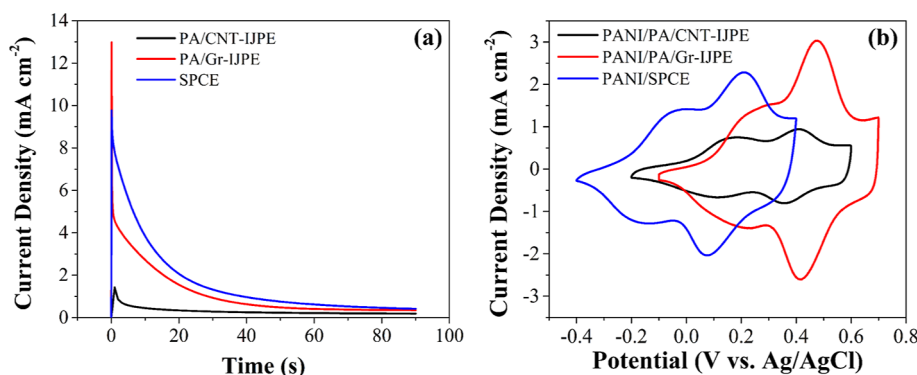 (a)
PA/CNT-IJPE
PA/Gr-IJPE
SPCE
Current Density (mA cm-2)
14
12
10
8
6
4
2
0
0 20 40 60 80 100
Time (s)
(b)
PANI/PA/CNT-IJPE
PANI/PA/Gr-IJPE
PANI/SPCE
Current Density (mA cm-2)
3
2
1
0
-1
-2
-3
-0.4 -0.2 0.0 0.2 0.4 0.6 0.8
Potential (V vs. Ag/AgCl)